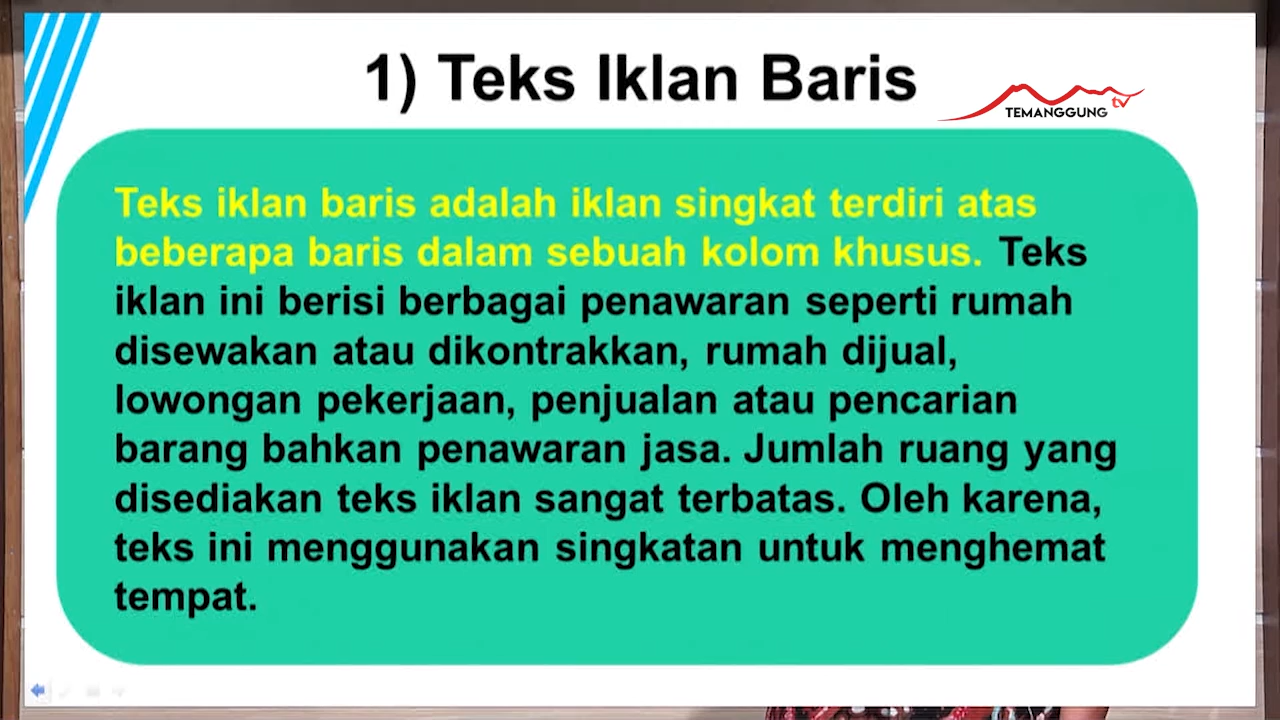 1) Teks Iklan Baris
TEMANGGUNG tv
Teks iklan baris adalah iklan singkat terdiri atas
beberapa baris dalam sebuah kolom khusus. Teks
iklan ini berisi berbagai penawaran seperti rumah
disewakan atau dikontrakkan, rumah dijual,
lowongan pekerjaan, penjualan atau pencarian
barang bahkan penawaran jasa. Jumlah ruang yang
disediakan teks iklan sangat terbatas. Oleh karena,
teks ini menggunakan singkatan untuk menghemat
tempat.